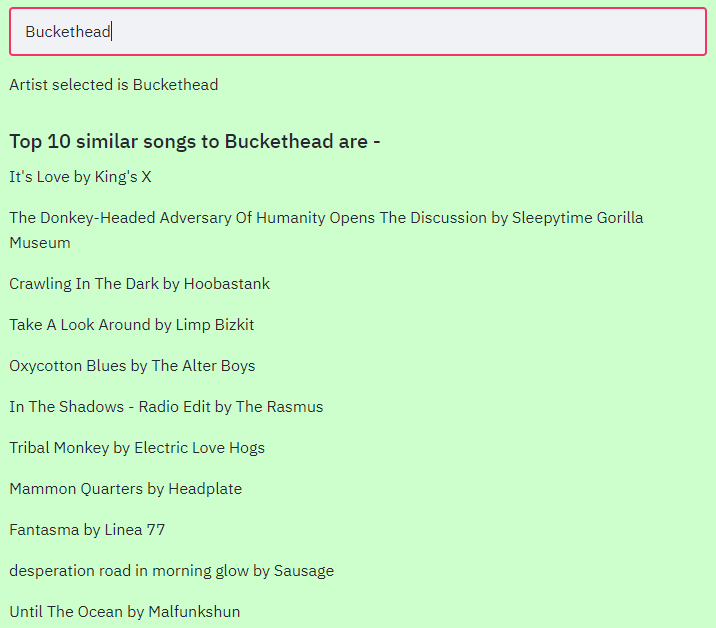 Buckethead
Artist selected is Buckethead
Top 10 similar songs to Buckethead are -
It's Love by King's X
The Donkey-Headed Adversary Of Humanity Opens The Discussion by Sleepytime Gorilla
Museum
Crawling In The Dark by Hoobastank
Take A Look Around by Limp Bizkit
Oxycotton Blues by The Alter Boys
In The Shadows - Radio Edit by The Rasmus
Tribal Monkey by Electric Love Hogs
Mammon Quarters by Headplate
Fantasma by Linea 77
desperation road in morning glow by Sausage
Until The Ocean by Malfunkshun